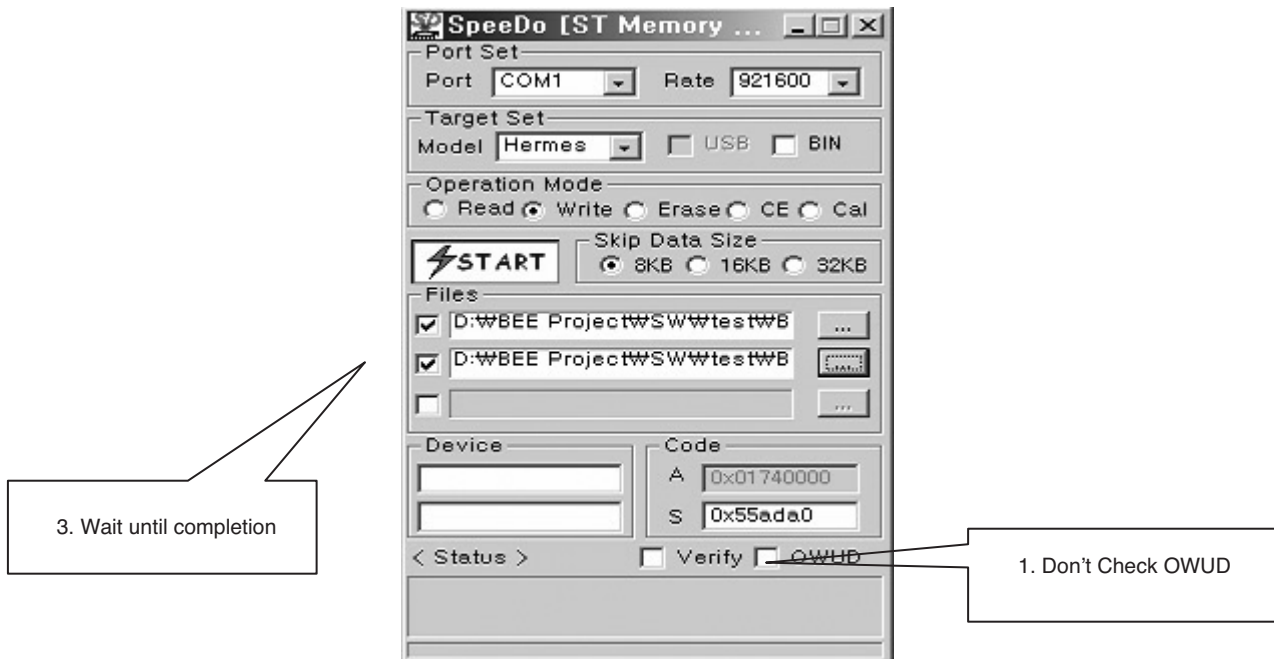 SpeeDo [ST Memory ...
Port Set
Port COM1 Rate 921600
Target Set
Model Hermes USB BIN
Operation Mode
Read Write Erase CE Cal
START
Skip Data Size
8KB 16KB 32KB
Files
D:₩BEE Project₩SW₩test₩B ...
D:₩BEE Project₩SW₩test₩B ...
...
Device
Code
A 0x01740000
S 0x55ada0
< Status > Verify OWUD
3. Wait until completion
1. Don't Check OWUD